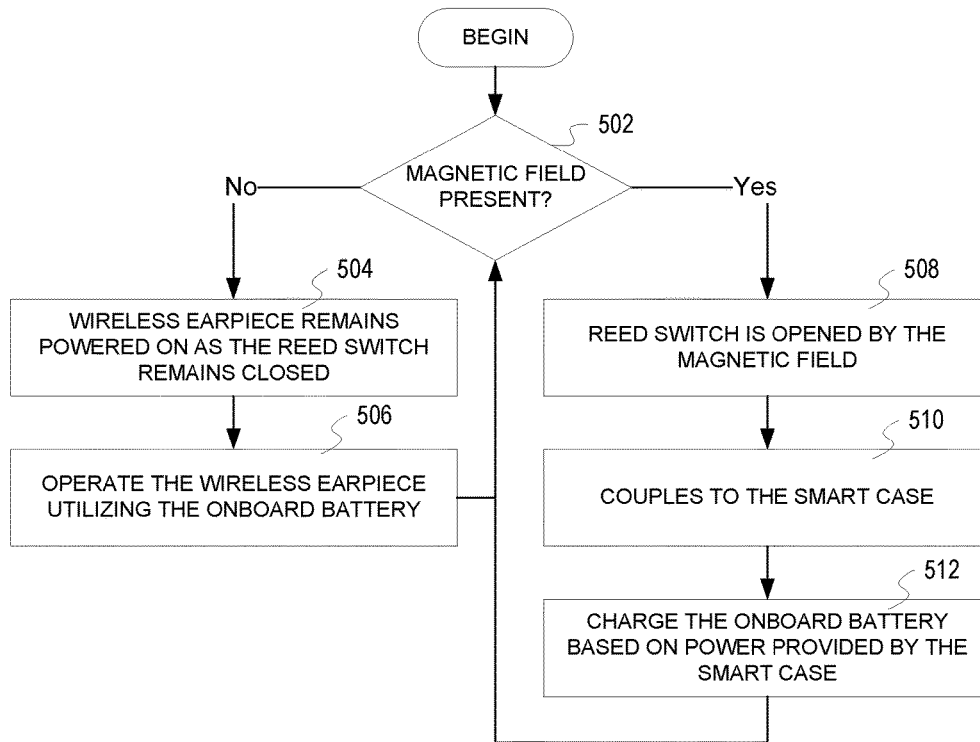 BEGIN
502
MAGNETIC FIELD
PRESENT?
No
Yes
504
WIRELESS EARPIECE REMAINS
POWERED ON AS THE REED SWITCH
REMAINS CLOSED
506
OPERATE THE WIRELESS EARPIECE
UTILIZING THE ONBOARD BATTERY
508
REED SWITCH IS OPENED BY THE
MAGNETIC FIELD
510
COUPLES TO THE SMART CASE
512
CHARGE THE ONBOARD BATTERY
BASED ON POWER PROVIDED BY THE
SMART CASE